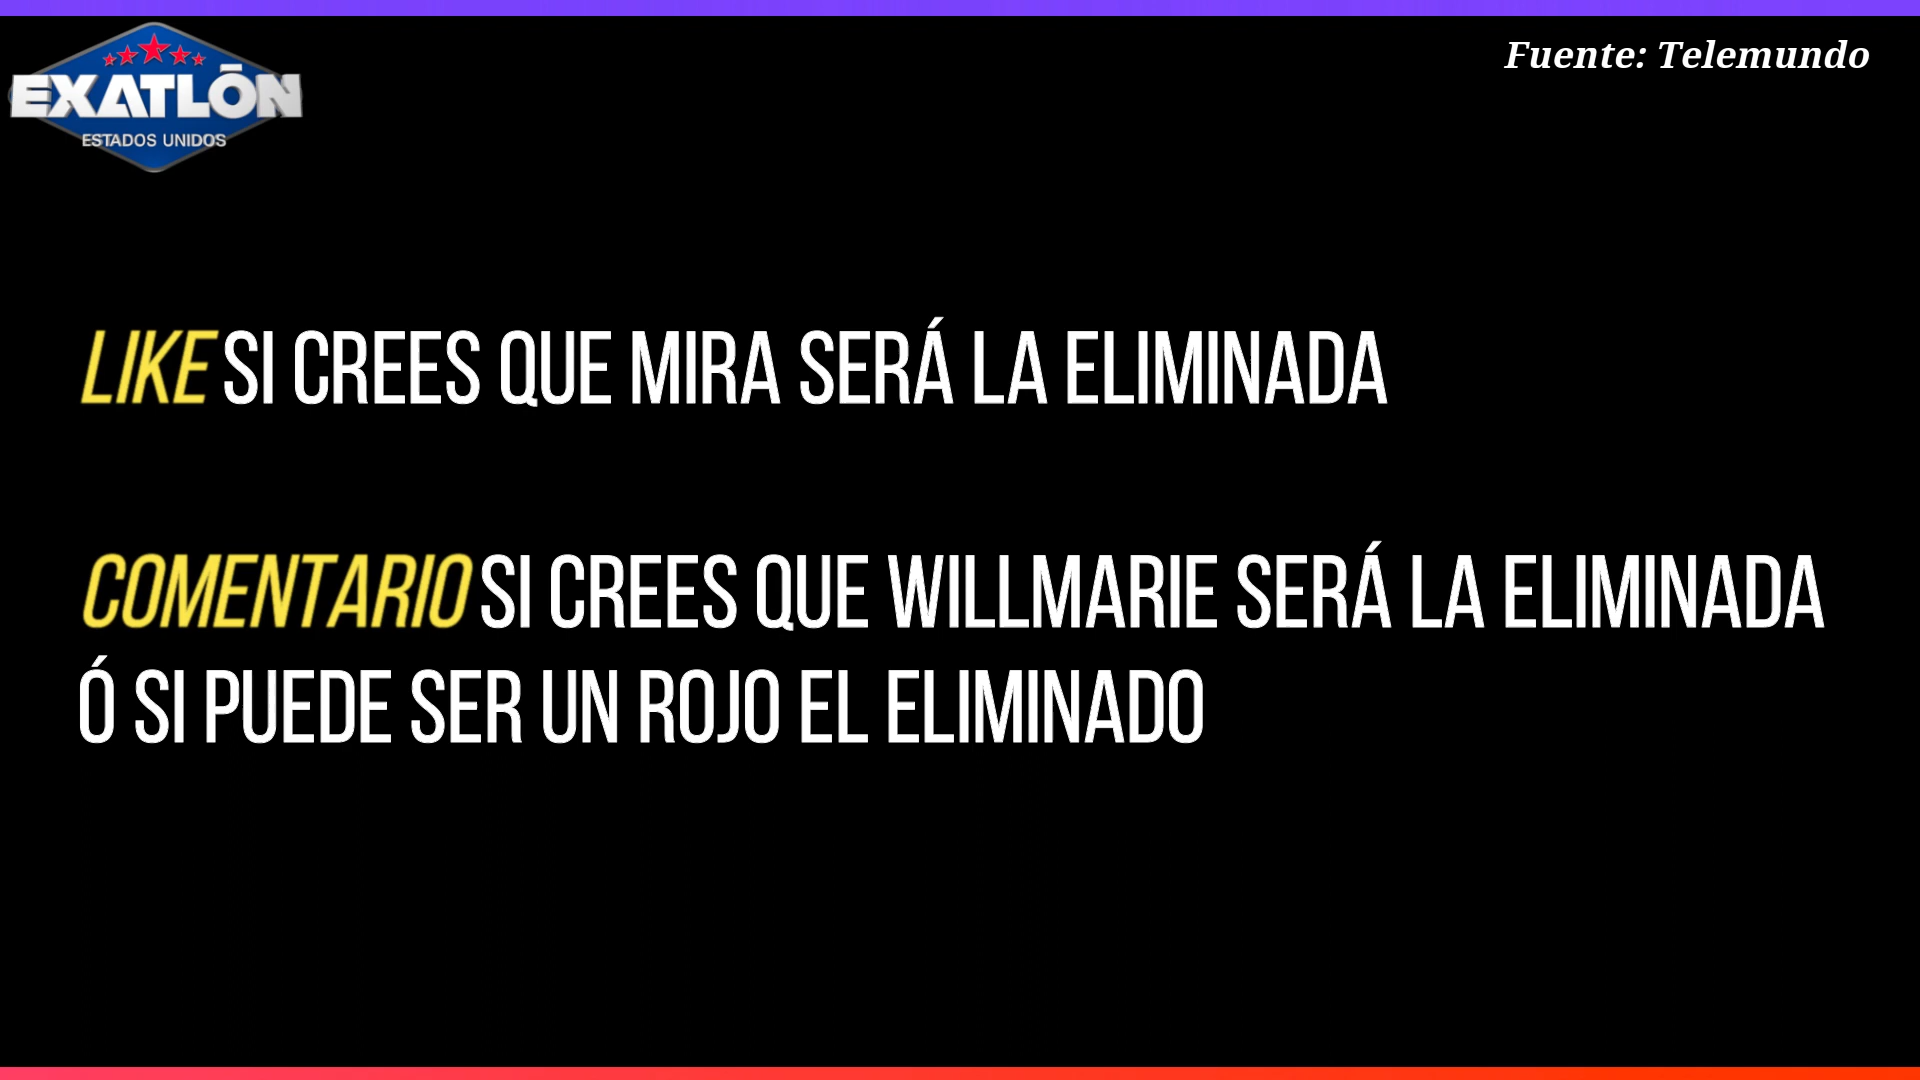 EXATLŌN
ESTADOS UNIDOS
Fuente: Telemundo
LIKE SI CREES QUE MIRA SERÁ LA ELIMINADA
COMENTARIO SI CREES QUE WILLMARIE SERÁ LA ELIMINADA
Ó SI PUEDE SER UN ROJO EL ELIMINADO